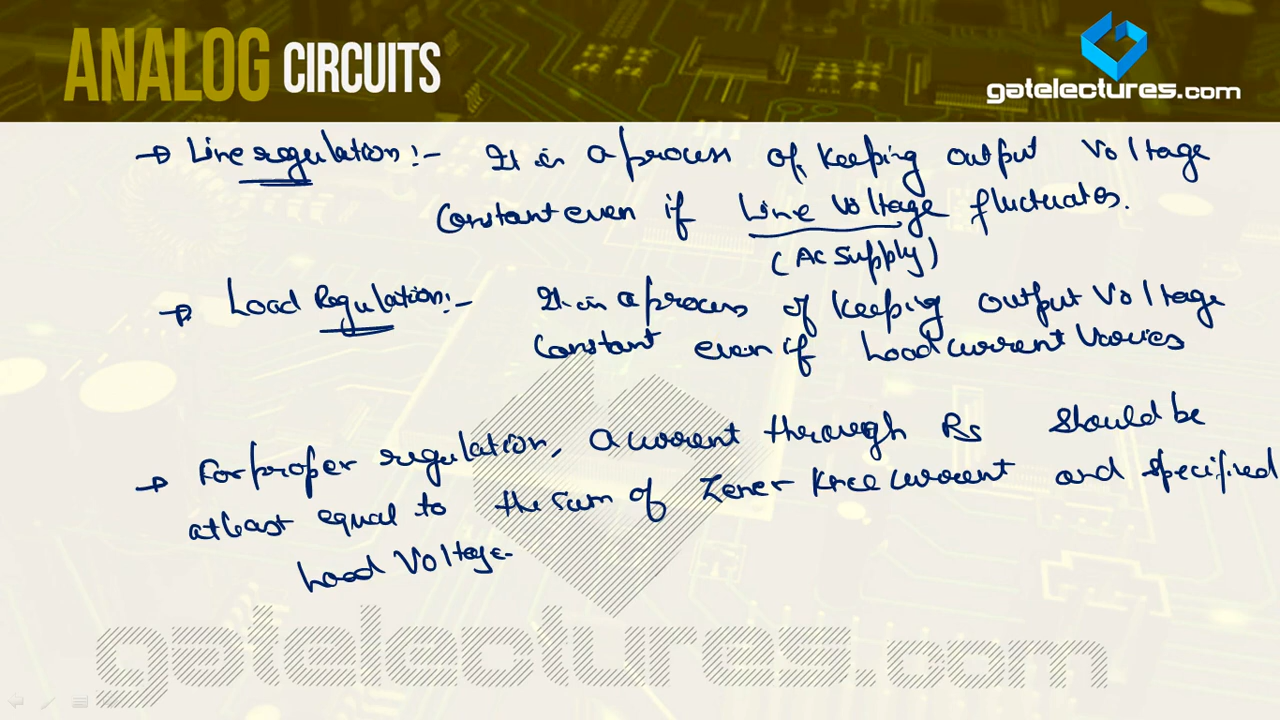 ANALOG CIRCUITS
gatelectures.com
→ Line regulation :- It is a process of keeping output voltage
constant even if Line voltage fluctuates.
(AC supply)
→ Load Regulation :- It is a process of keeping output voltage
constant even if Load current varies
→ For proper regulation, a current through Rs should be
atleast equal to the sum of Zener knee current and specified
Load voltage.
gatelectures.com